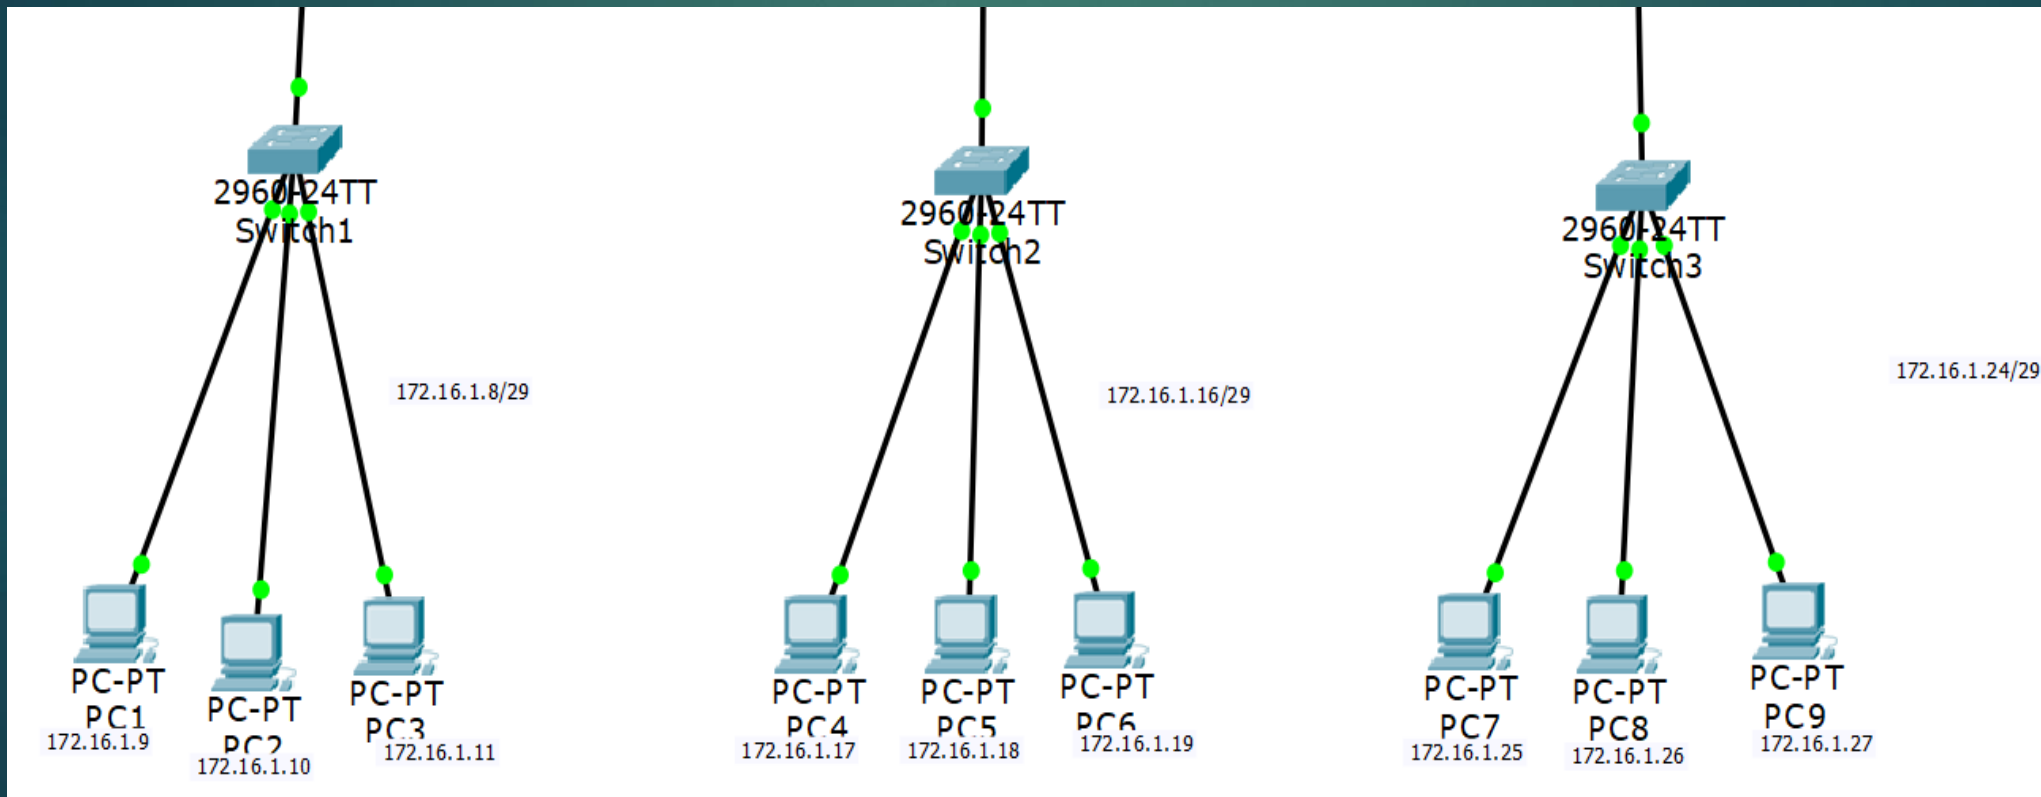 2960-24TT
Switch1
172.16.1.8/29
PC-PT
PC1
172.16.1.9
PC-PT
PC2
172.16.1.10
PC-PT
PC3
172.16.1.11
2960-24TT
Switch2
172.16.1.16/29
PC-PT
PC4
172.16.1.17
PC-PT
PC5
172.16.1.18
PC-PT
PC6
172.16.1.19
2960-24TT
Switch3
172.16.1.24/29
PC-PT
PC7
172.16.1.25
PC-PT
PC8
172.16.1.26
PC-PT
PC9
172.16.1.27